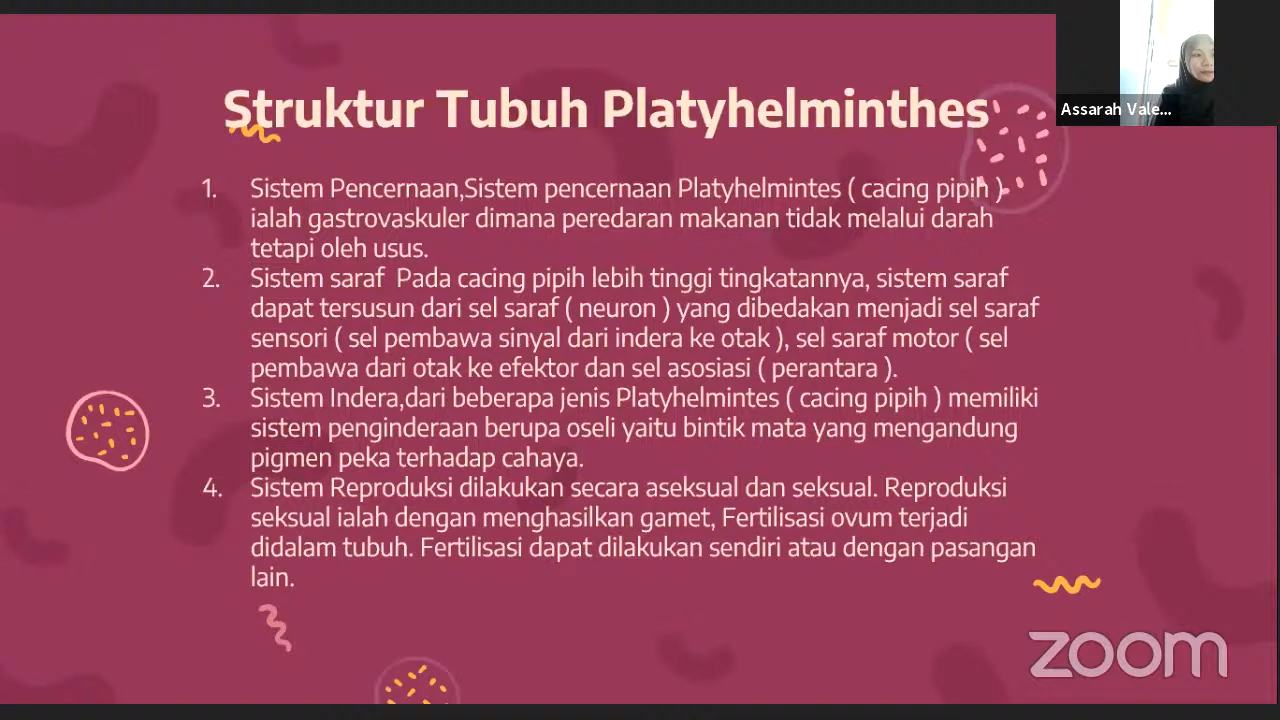 Struktur Tubuh Platyhelminthes
Assarah Vale...
1. Sistem Pencernaan,Sistem pencernaan Platyhelmintes ( cacing pipih )
ialah gastrovaskuler dimana peredaran makanan tidak melalui darah
tetapi oleh usus.
2. Sistem saraf  Pada cacing pipih lebih tinggi tingkatannya, sistem saraf
dapat tersusun dari sel saraf ( neuron ) yang dibedakan menjadi sel saraf
sensori ( sel pembawa sinyal dari indera ke otak ), sel saraf motor ( sel
pembawa dari otak ke efektor dan sel asosiasi ( perantara ).
3. Sistem Indera,dari beberapa jenis Platyhelmintes ( cacing pipih ) memiliki
sistem penginderaan berupa oseli yaitu bintik mata yang mengandung
pigmen peka terhadap cahaya.
4. Sistem Reproduksi dilakukan secara aseksual dan seksual. Reproduksi
seksual ialah dengan menghasilkan gamet, Fertilisasi ovum terjadi
didalam tubuh. Fertilisasi dapat dilakukan sendiri atau dengan pasangan
lain.
zoom